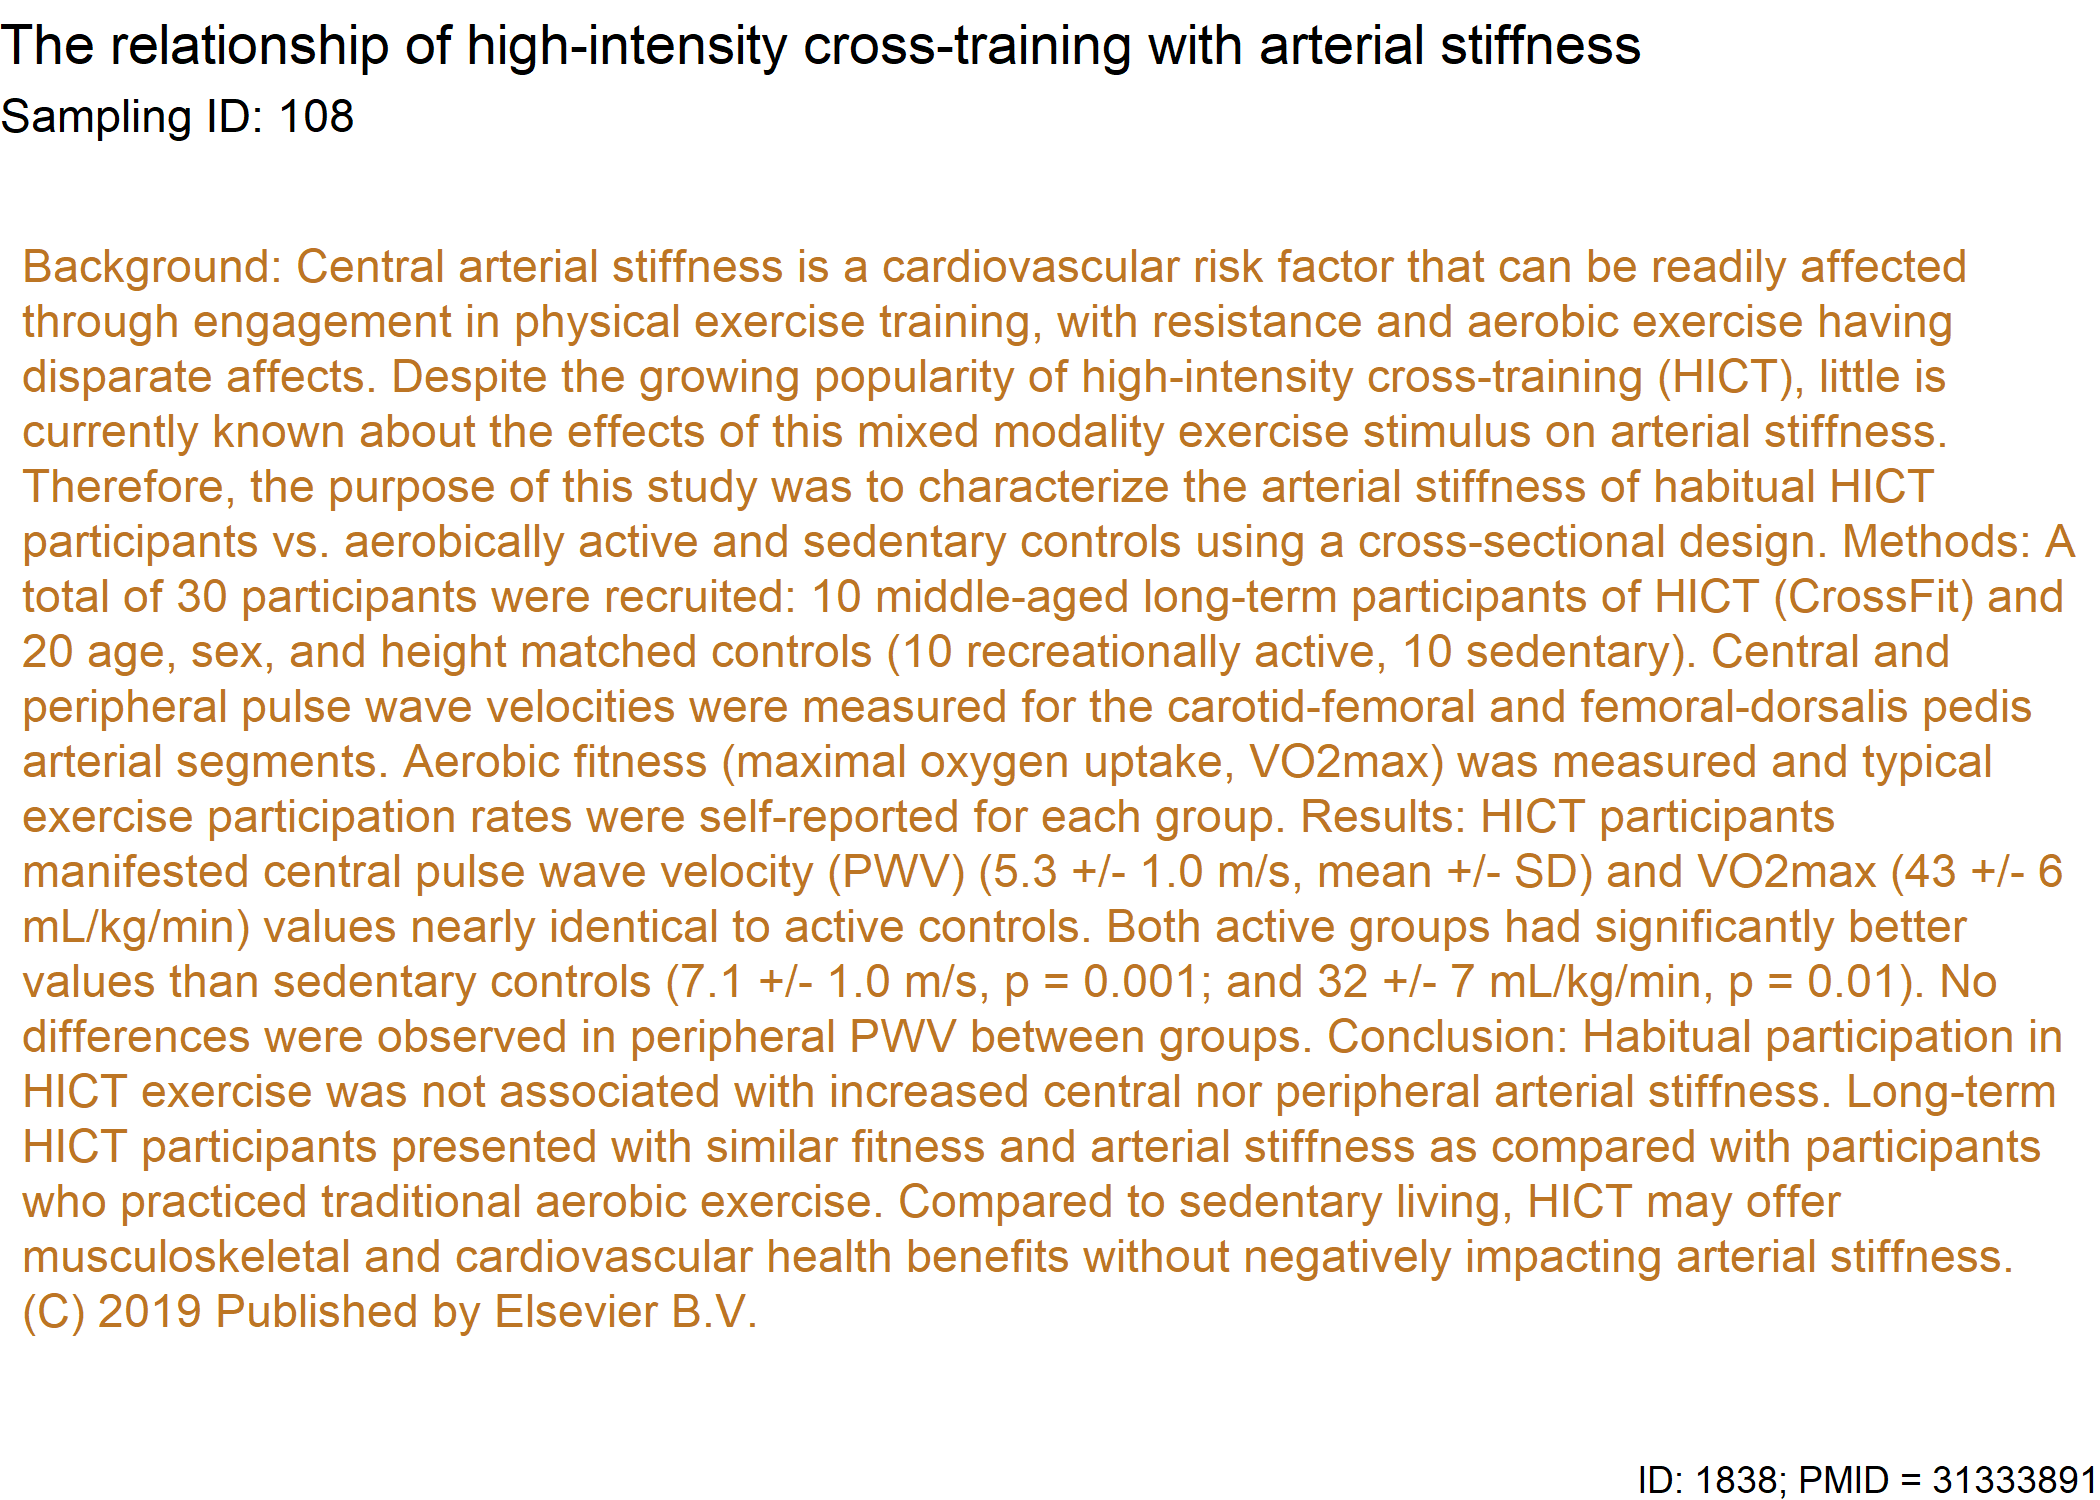 The relationship of high-intensity cross-training with arterial stiffness
Sampling ID: 108
Background: Central arterial stiffness is a cardiovascular risk factor that can be readily affected
through engagement in physical exercise training, with resistance and aerobic exercise having
disparate affects. Despite the growing popularity of high-intensity cross-training (HICT), little is
currently known about the effects of this mixed modality exercise stimulus on arterial stiffness.
Therefore, the purpose of this study was to characterize the arterial stiffness of habitual HICT
participants vs. aerobically active and sedentary controls using a cross-sectional design. Methods: A
total of 30 participants were recruited: 10 middle-aged long-term participants of HICT (CrossFit) and
20 age, sex, and height matched controls (10 recreationally active, 10 sedentary). Central and
peripheral pulse wave velocities were measured for the carotid-femoral and femoral-dorsalis pedis
arterial segments. Aerobic fitness (maximal oxygen uptake, VO2max) was measured and typical
exercise participation rates were self-reported for each group. Results: HICT participants
manifested central pulse wave velocity (PWV) (5.3 +/- 1.0 m/s, mean +/- SD) and VO2max (43 +/- 6
mL/kg/min) values nearly identical to active controls. Both active groups had significantly better
values than sedentary controls (7.1 +/- 1.0 m/s, p = 0.001; and 32 +/- 7 mL/kg/min, p = 0.01). No
differences were observed in peripheral PWV between groups. Conclusion: Habitual participation in
HICT exercise was not associated with increased central nor peripheral arterial stiffness. Long-term
HICT participants presented with similar fitness and arterial stiffness as compared with participants
who practiced traditional aerobic exercise. Compared to sedentary living, HICT may offer
musculoskeletal and cardiovascular health benefits without negatively impacting arterial stiffness.
(C) 2019 Published by Elsevier B.V.
ID: 1838; PMID = 31333891